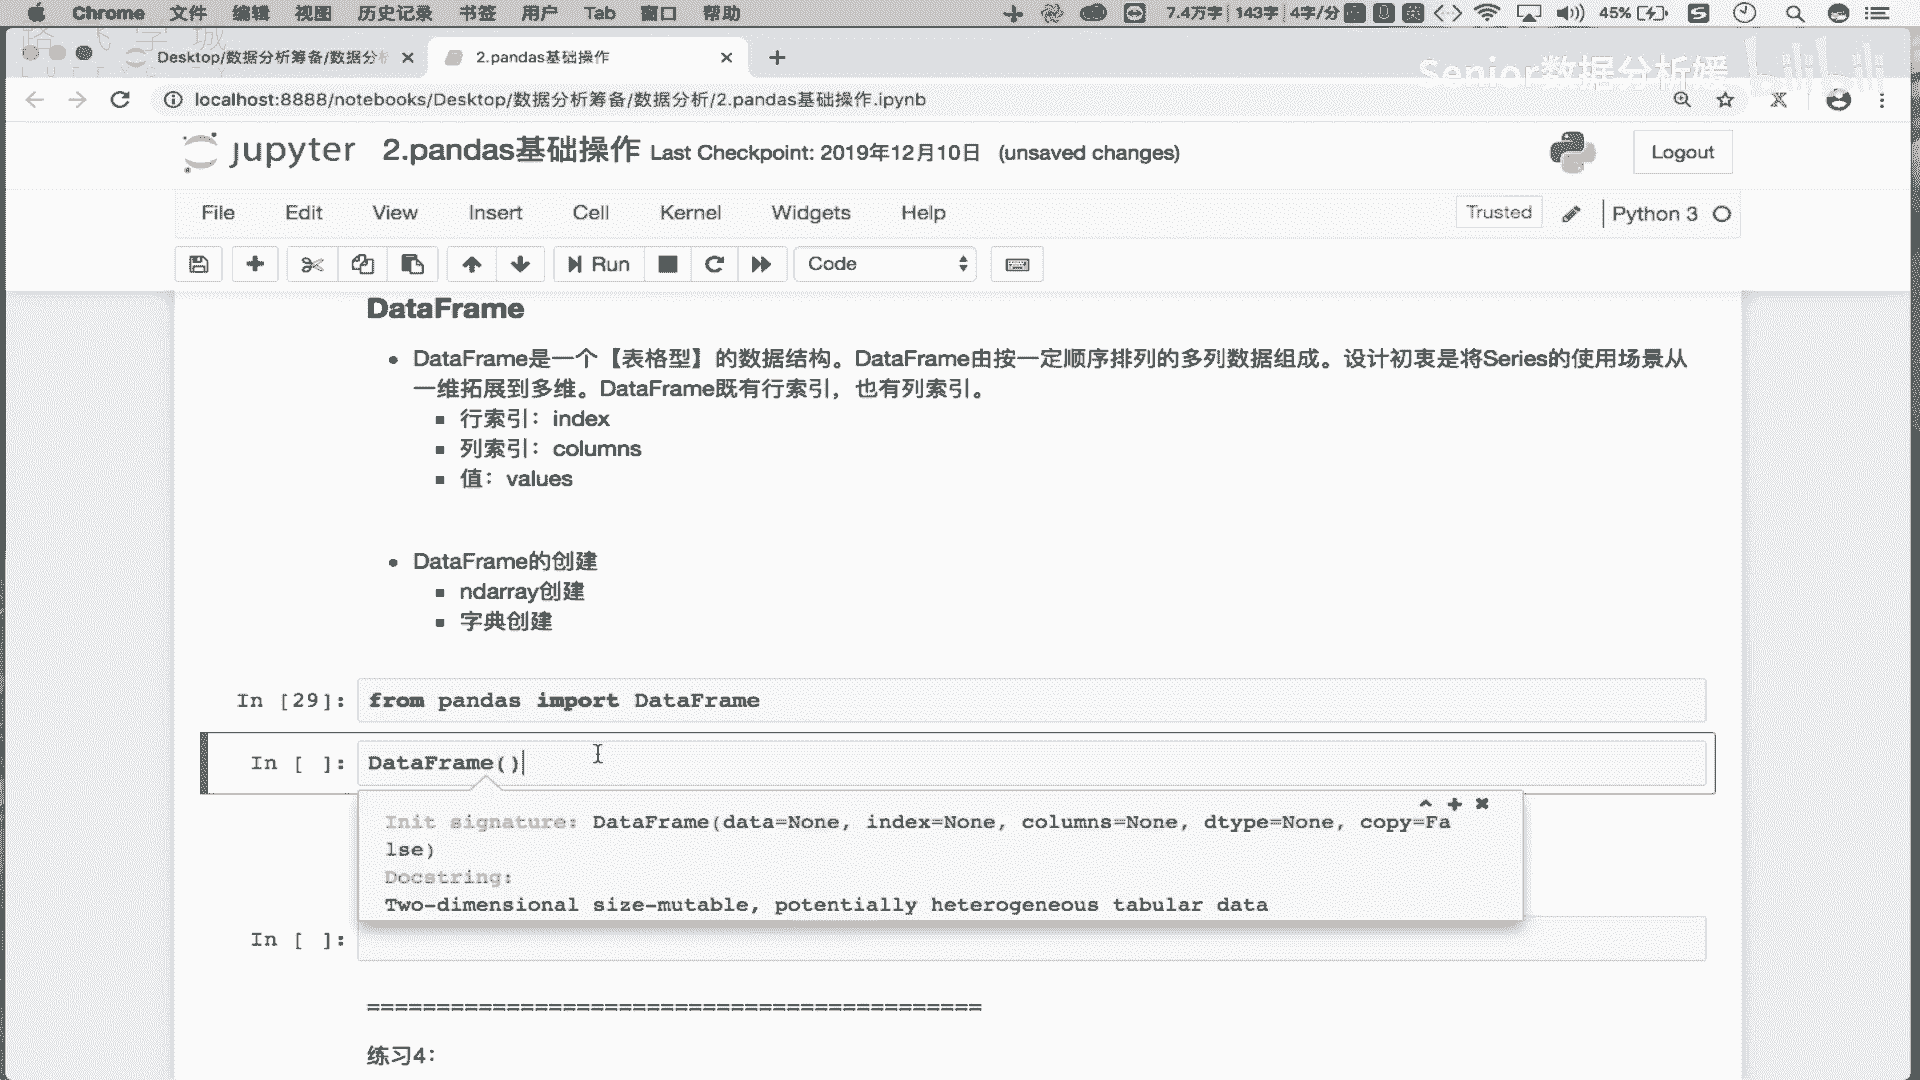 Chrome 文件 编辑 视图 历史记录 书签 用户 Tab 窗口 帮助 7.4万字 143字 4字/分 英 45%
Desktop/数据分析筹备/数据分析
2.pandas基础操作
Senior数据分析媛 bilibili
localhost:8888/notebooks/Desktop/数据分析筹备/数据分析/2.pandas基础操作.ipynb
jupyter 2.pandas基础操作 Last Checkpoint: 2019年12月10日 (unsaved changes)
Logout
File Edit View Insert Cell Kernel Widgets Help
Trusted Python 3
Run Code
DataFrame
DataFrame是一个【表格型】的数据结构。DataFrame由按一定顺序排列的多列数据组成。设计初衷是将Series的使用场景从
一维拓展到多维。DataFrame既有行索引，也有列索引。
行索引：index
列索引：columns
值：values
DataFrame的创建
ndarray创建
字典创建
In [29]: from pandas import DataFrame
In [ ]: DataFrame()
Init signature: DataFrame(data=None, index=None, columns=None, dtype=None, copy=Fa
lse)
Docstring:
Two-dimensional size-mutable, potentially heterogeneous tabular data
In [ ]:
============================================
练习4：